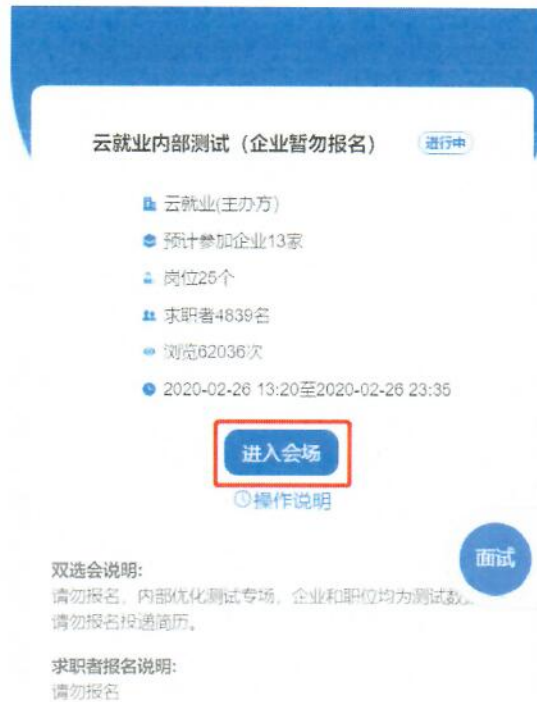 云就业内部测试（企业暂勿报名） 进行中
云就业(主办方)
预计参加企业13家
岗位25个
求职者4839名
浏览62036次
2020-02-26 13:20至2020-02-26 23:35
进入会场
操作说明
面试
双选会说明:
请勿报名，内部优化测试专场，企业和职位均为测试数
请勿报名投递简历。
求职者报名说明:
请勿报名